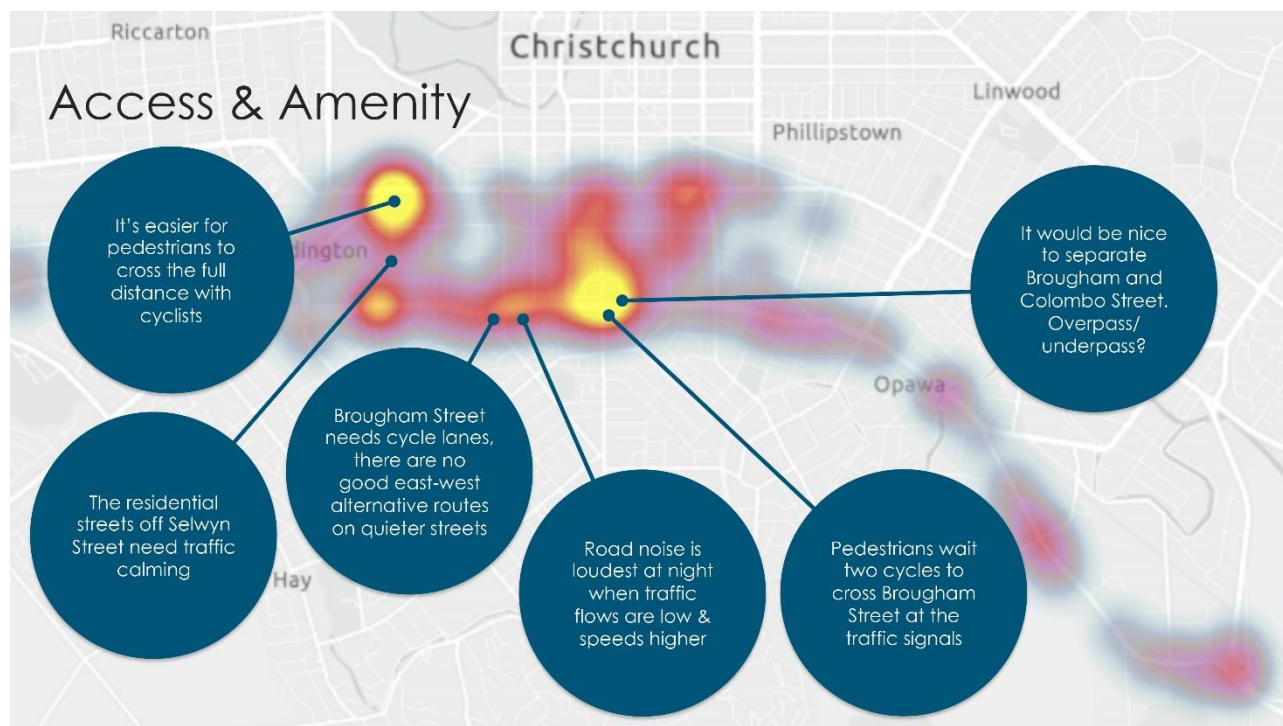 Riccarton
Christchurch
Access & Amenity
Linwood
Phillipstown
It's easier for
pedestrians to
cross the full
distance with
cyclists
dington
It would be nice
to separate
Brougham and
Colombo Street.
Overpass/
underpass?
Opawa
Brougham Street
needs cycle lanes,
there are no
good east-west
alternative routes
on quieter streets
The residential
streets off Selwyn
Street need traffic
calming
Hay
Road noise is
loudest at night
when traffic
flows are low &
speeds higher
Pedestrians wait
two cycles to
cross Brougham
Street at the
traffic signals